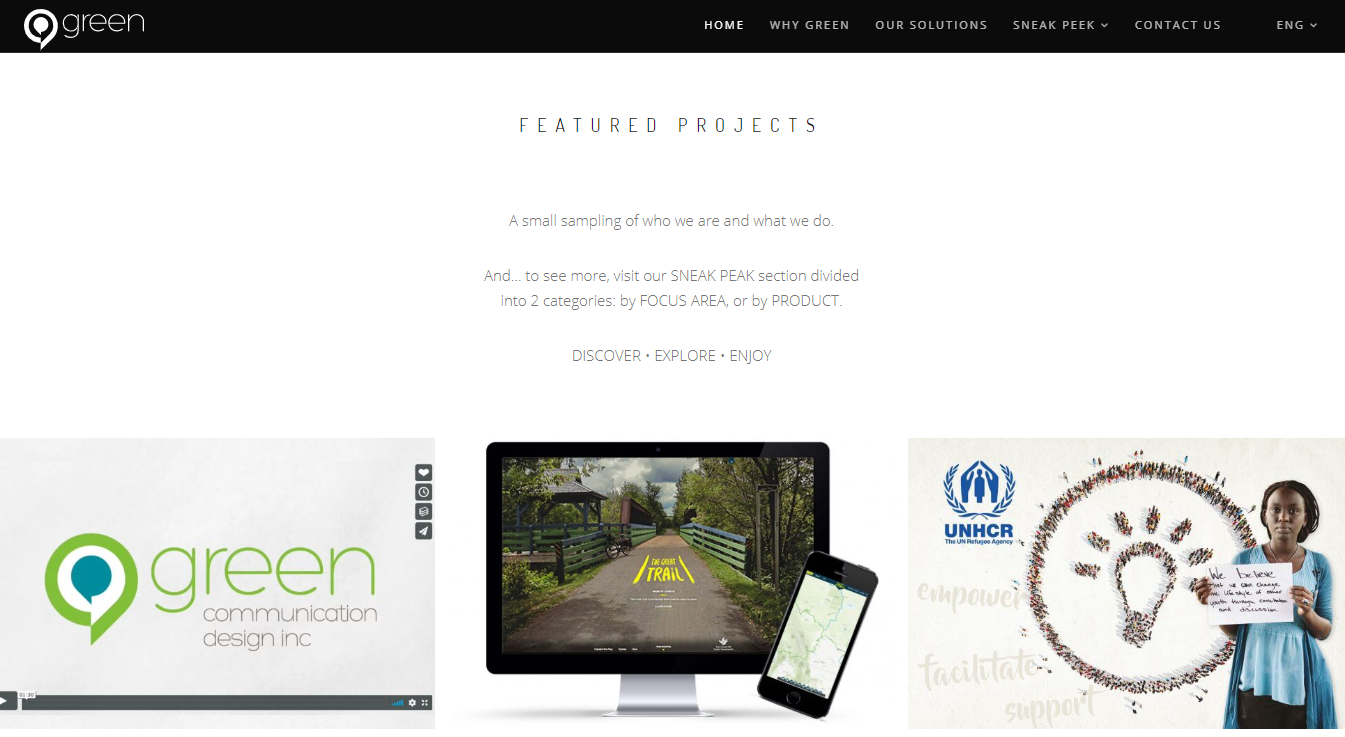 green
HOME WHY GREEN OUR SOLUTIONS SNEAK PEEK CONTACT US ENG
FEATURED PROJECTS
A small sampling of who we are and what we do.
And... to see more, visit our SNEAK PEAK section divided
into 2 categories: by FOCUS AREA, or by PRODUCT.
DISCOVER • EXPLORE • ENJOY
green
communication
design inc
THE GREAT
TRAIL
UNHCR
The UN Refugee Agency
We believe
that we can change
the lifestyle of other
youth through
and discussion.
empower
facilitate
support